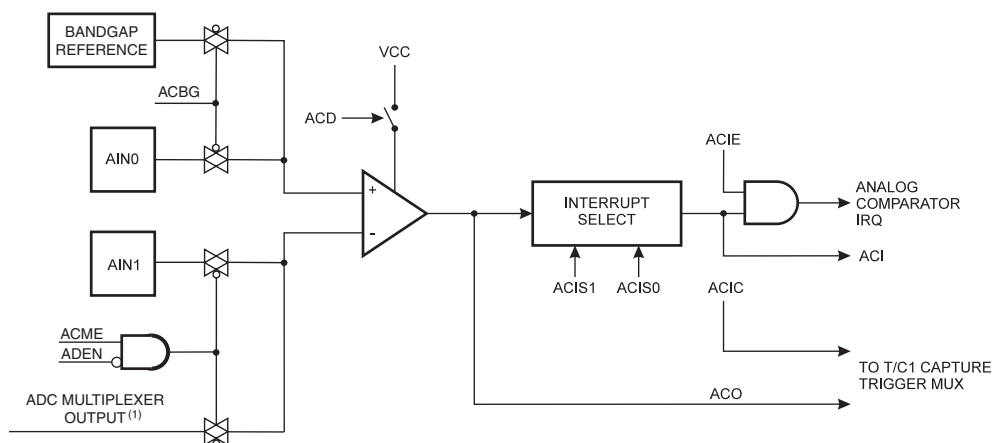 BANDGAP
REFERENCE
VCC
ACBG
ACD
ACIE
AIN0
+
INTERRUPT
SELECT
ANALOG
COMPARATOR
IRQ
-
AIN1
ACI
ACIS1
ACIS0
ACIC
ACME
ADEN
TO T/C1 CAPTURE
TRIGGER MUX
ACO
ADC MULTIPLEXER
OUTPUT (1)